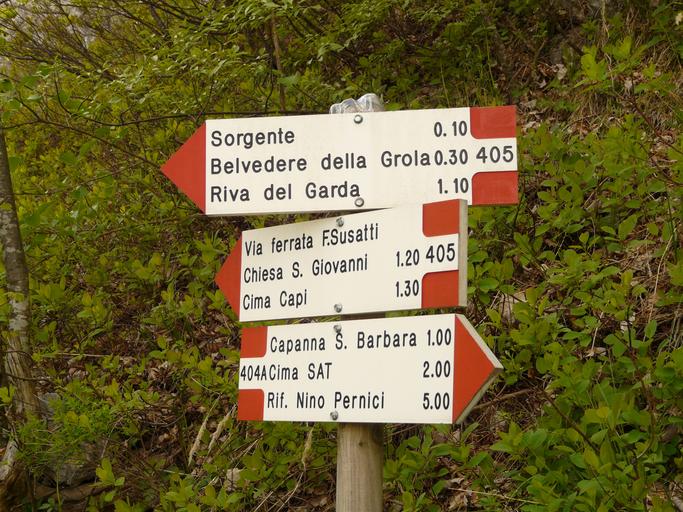 Sorgente 0.10
Belvedere della Grola 0.30 405
Riva del Garda 1.10
Via ferrata F.Susatti
Chiesa S. Giovanni 1.20 405
Cima Capi 1.30
Capanna S. Barbara 1.00
404A Cima SAT 2.00
Rif. Nino Pernici 5.00